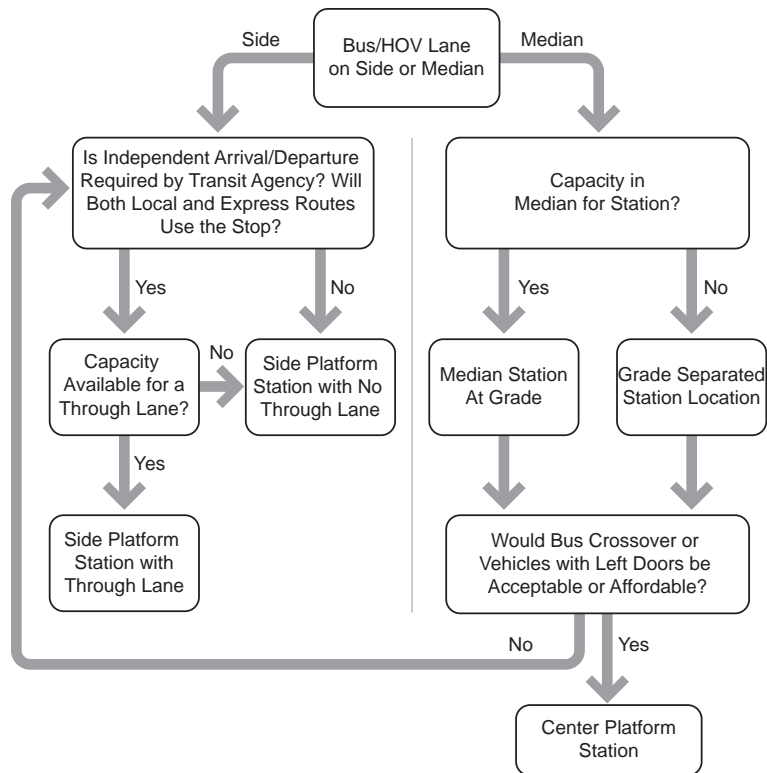 Side
Bus/HOV Lane
on Side or Median
Median
Is Independent Arrival/Departure
Required by Transit Agency? Will
Both Local and Express Routes
Use the Stop?
Capacity in
Median for Station?
Yes
No
Yes
No
Capacity
Available for a
Through Lane?
No
Side Platform
Station with No
Through Lane
Median Station
At Grade
Grade Separated
Station Location
Yes
Side Platform
Station with
Through Lane
Would Bus Crossover or
Vehicles with Left Doors be
Acceptable or Affordable?
No
Yes
Center Platform
Station